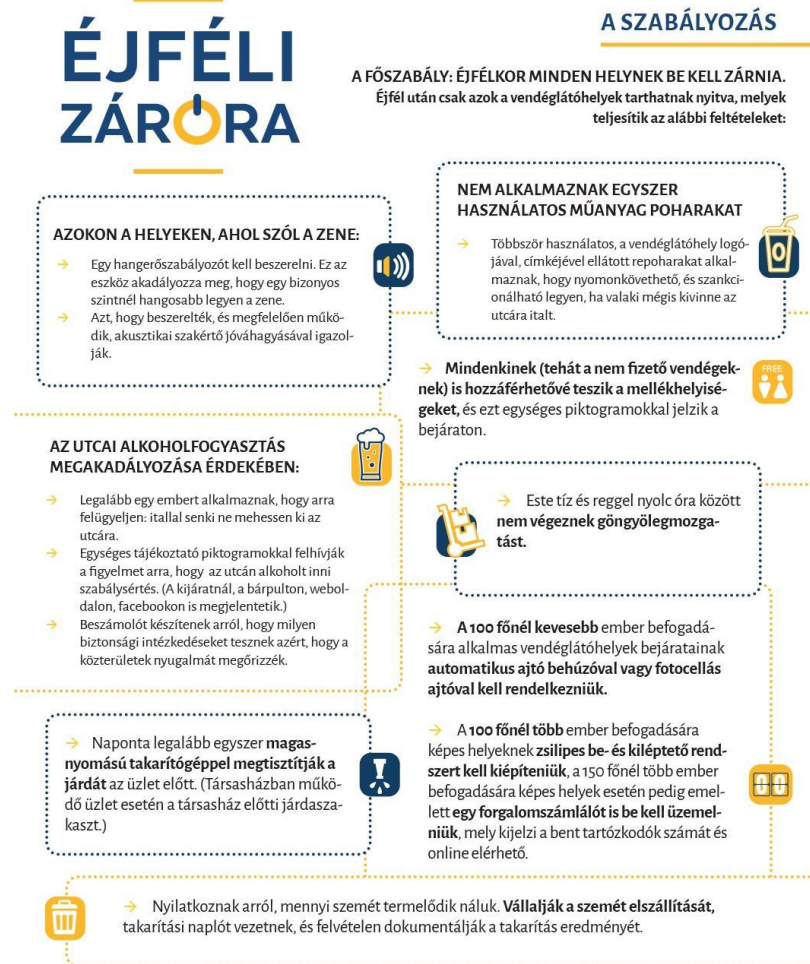 ÉJFÉLI
ZÁRÓRA
A SZABÁLYOZÁS
A FŐSZABÁLY: ÉJFÉLKOR MINDEN HELYNEK BE KELL ZÁRNIA.
Éjfél után csak azok a vendéglátóhelyek tarthatnak nyitva, melyek
teljesítik az alábbi feltételeket:
AZOKON A HELYEKEN, AHOL SZÓL A ZENE:
→ Egy hangerőszabályozót kell beszerelni. Ez az
eszköz akadályozza meg, hogy egy bizonyos
szintnél hangosabb legyen a zene.
→ Azt, hogy beszerelték, és megfelelően műkö-
dik, akusztikai szakértő jóváhagyásával igazol-
ják.
NEM ALKALMAZNAK EGYSZER
HASZNÁLATOS MŰANYAG POHARAKAT
→ Többször használatos, a vendéglátóhely logó-
jával, címkéjével ellátott repoharakat alkal-
maznak, hogy nyomonkövethető, és szankci-
onálható legyen, ha valaki mégis kivinne az
utcára italt.
→ Mindenkinek (tehát a nem fizető vendégek-
nek) is hozzáférhetővé teszik a mellékhelyisé-
geket, és ezt egységes piktogramokkal jelzik a
bejáraton.
FREE
AZ UTCAI ALKOHOLFOGYASZTÁS
MEGAKADÁLYOZÁSA ÉRDEKÉBEN:
→ Legalább egy embert alkalmaznak, hogy arra
felügyeljen: itallal senki ne mehessen ki az
utcára.
→ Egységes tájékoztató piktogramokkal felhívják
a figyelmet arra, hogy az utcán alkoholt inni
szabálysértés. (A kijáratnál, a bárpulton, webol-
dalon, facebookon is megjelentetik.)
→ Beszámolót készítenek arról, hogy milyen
biztonsági intézkedéseket tesznek azért, hogy a
közterületek nyugalmát megőrizzék.
→ Este tíz és reggel nyolc óra között
nem végeznek göngyölegmozga-
tást.
→ A 100 főnél kevesebb ember befogadá-
sára alkalmas vendéglátóhelyek bejáratainak
automatikus ajtó behúzóval vagy fotocellás
ajtóval kell rendelkezniük.
→ Naponta legalább egyszer magas-
nyomású takarítógéppel megtisztítják a
járdát az üzlet előtt. (Társasházban műkö-
dő üzlet esetén a társasház előtti járdasza-
kaszt.)
→ A 100 főnél több ember befogadására
képes helyeknek zsilipes be- és kiléptető rend-
szert kell kiépíteniük, a 150 főnél több ember
befogadására képes helyek esetén pedig emel-
lett egy forgalomszámlálót is be kell üzemel-
niük, mely kijelzi a bent tartózkodók számát és
online elérhető.
00
→ Nyilatkoznak arról, mennyi szemét termelődik náluk. Vállalják a szemét elszállítását,
takarítási naplót vezetnek, és felvételen dokumentálják a takarítás eredményét.